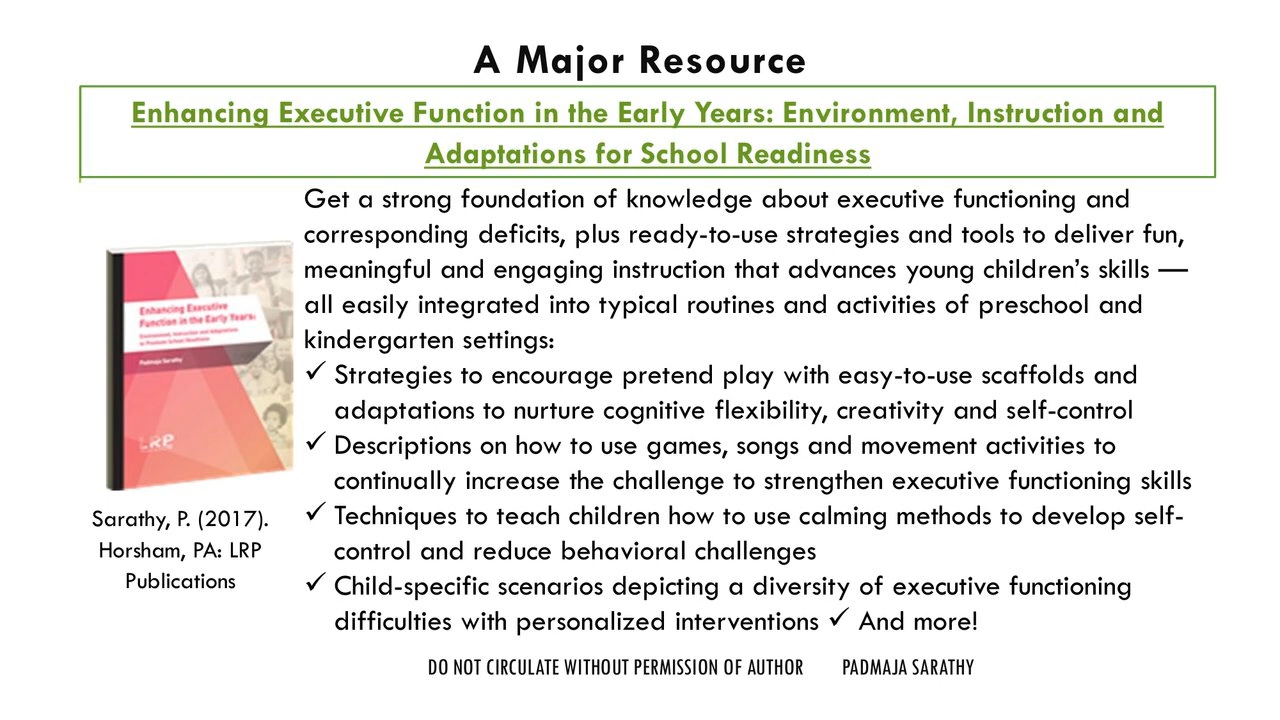 A Major Resource
Enhancing Executive Function in the Early Years: Environment, Instruction and
Adaptations for School Readiness
Get a strong foundation of knowledge about executive functioning and
corresponding deficits, plus ready-to-use strategies and tools to deliver fun,
meaningful and engaging instruction that advances young children’s skills —
all easily integrated into typical routines and activities of preschool and
kindergarten settings:
✓ Strategies to encourage pretend play with easy-to-use scaffolds and
adaptations to nurture cognitive flexibility, creativity and self-control
✓ Descriptions on how to use games, songs and movement activities to
continually increase the challenge to strengthen executive functioning skills
✓ Techniques to teach children how to use calming methods to develop self-
control and reduce behavioral challenges
✓ Child-specific scenarios depicting a diversity of executive functioning
difficulties with personalized interventions ✓ And more!
Enhancing Executive
Function in the Early Years:
Environment, Instruction and Adaptations
to Promote School Readiness
Padmaja Sarathy
LRP
Sarathy, P. (2017).
Horsham, PA: LRP
Publications
DO NOT CIRCULATE WITHOUT PERMISSION OF AUTHOR PADMAJA SARATHY